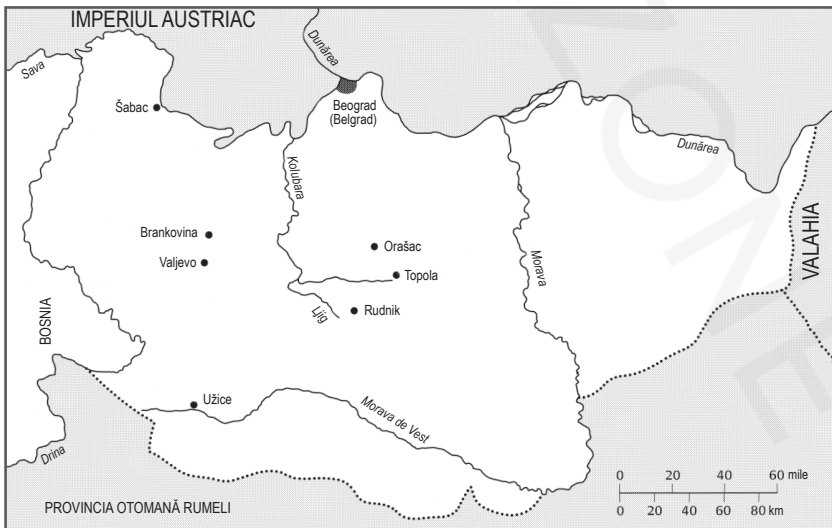 IMPERIUL AUSTRIAC
Dunărea
Sava
Šabac
Beograd
(Belgrad)
Kolubara
Dunărea
VALAHIA
Brankovina
Orašac
Valjevo
Topola
Morava
BOSNIA
Ljig
Rudnik
Užice
Morava de Vest
Drina
0 20 40 60 mile
0 20 40 60 80 km
PROVINCIA OTOMANĂ RUMELI